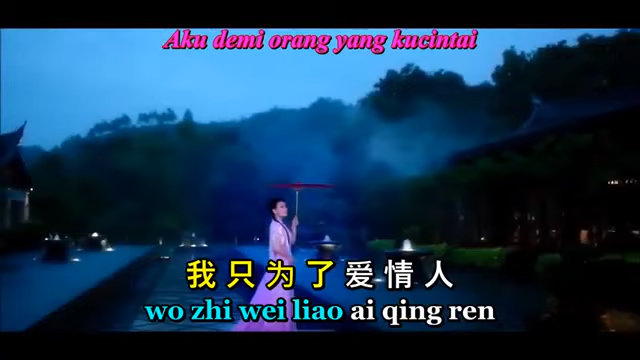 Aku demi orang yang kucintai
我只为了爱情人
wo zhi wei liao ai qing ren